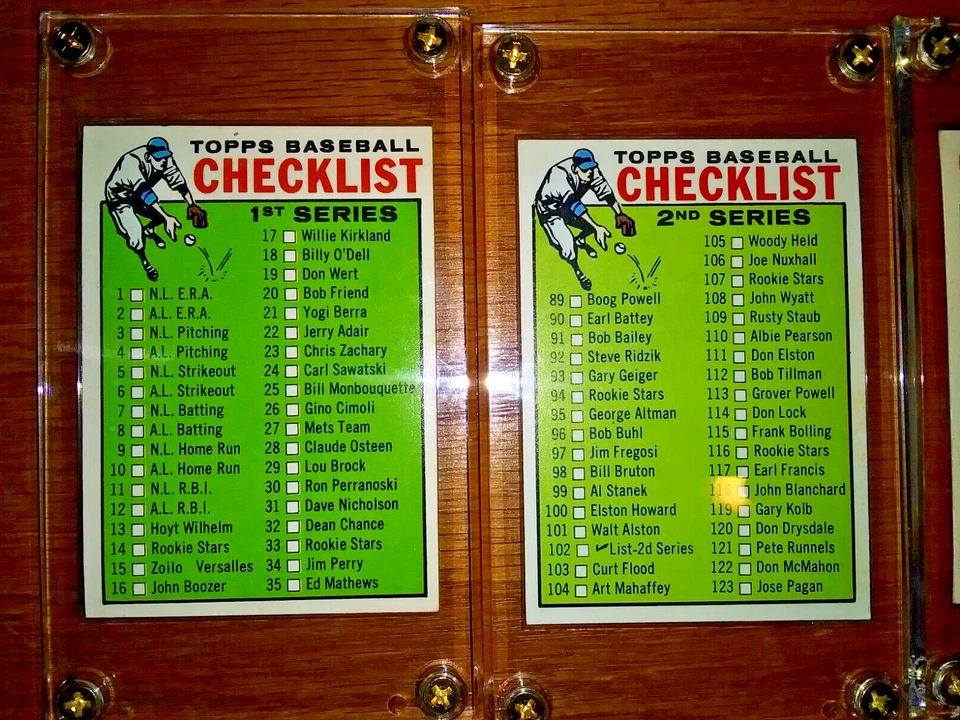 TOPPS BASEBALL
CHECKLIST
1ST SERIES
1 N.L. E.R.A.
2 A.L. E.R.A.
3 N.L. Pitching
4 A.L. Pitching
5 N.L. Strikeout
6 A.L. Strikeout
7 N.L. Batting
8 A.L. Batting
9 N.L. Home Run
10 A.L. Home Run
11 N.L. R.B.I.
12 A.L. R.B.I.
13 Hoyt Wilhelm
14 Rookie Stars
15 Zoilo Versalles
16 John Boozer
17 Willie Kirkland
18 Billy O'Dell
19 Don Wert
20 Bob Friend
21 Yogi Berra
22 Jerry Adair
23 Chris Zachary
24 Carl Sawatski
25 Bill Monbouquette
26 Gino Cimoli
27 Mets Team
28 Claude Osteen
29 Lou Brock
30 Ron Perranoski
31 Dave Nicholson
32 Dean Chance
33 Rookie Stars
34 Jim Perry
35 Ed Mathews
TOPPS BASEBALL
CHECKLIST
2ND SERIES
89 Boog Powell
90 Earl Battey
91 Bob Bailey
92 Steve Ridzik
93 Gary Geiger
94 Rookie Stars
95 George Altman
96 Bob Buhl
97 Jim Fregosi
98 Bill Bruton
99 Al Stanek
100 Elston Howard
101 Walt Alston
102 ✓List-2d Series
103 Curt Flood
104 Art Mahaffey
105 Woody Held
106 Joe Nuxhall
107 Rookie Stars
108 John Wyatt
109 Rusty Staub
110 Albie Pearson
111 Don Elston
112 Bob Tillman
113 Grover Powell
114 Don Lock
115 Frank Bolling
116 Rookie Stars
117 Earl Francis
118 John Blanchard
119 Gary Kolb
120 Don Drysdale
121 Pete Runnels
122 Don McMahon
123 Jose Pagan